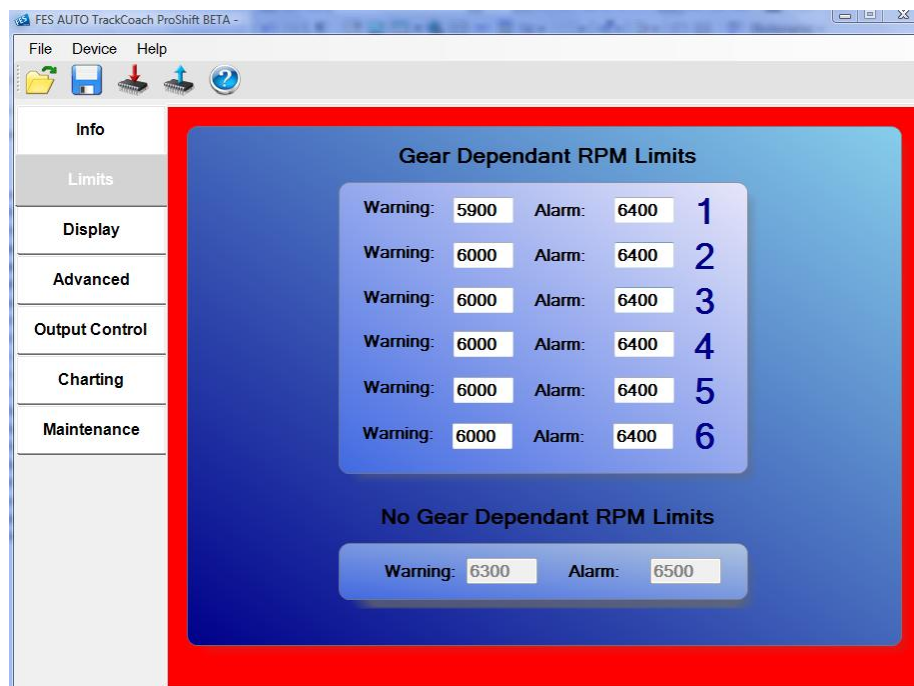 FES AUTO TrackCoach ProShift BETA -
File Device Help
Info
Limits
Display
Advanced
Output Control
Charting
Maintenance
Gear Dependant RPM Limits
Warning: 5900 Alarm: 6400 1
Warning: 6000 Alarm: 6400 2
Warning: 6000 Alarm: 6400 3
Warning: 6000 Alarm: 6400 4
Warning: 6000 Alarm: 6400 5
Warning: 6000 Alarm: 6400 6
No Gear Dependant RPM Limits
Warning: 6300 Alarm: 6500